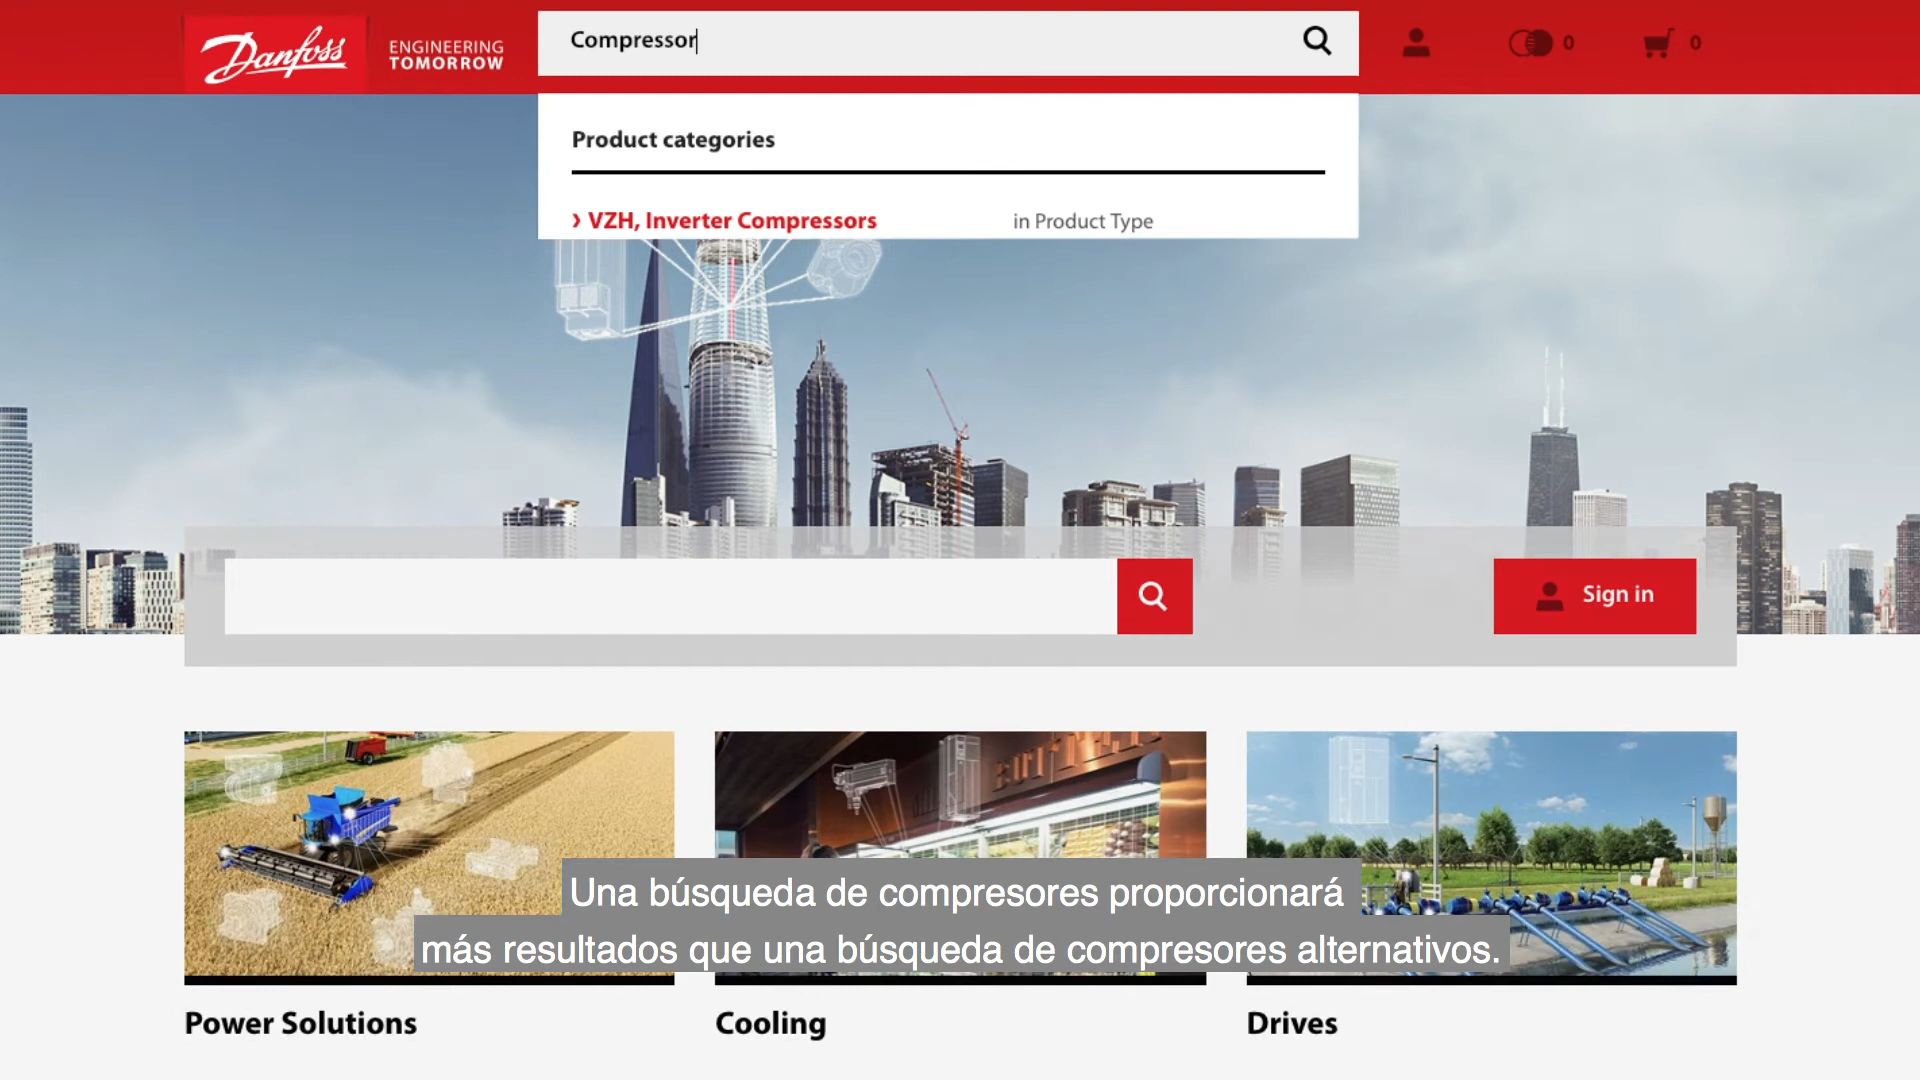 Danfoss
ENGINEERING
TOMORROW
Compressor
0
0
Product categories
› VZH, Inverter Compressors
in Product Type
Sign in
Una búsqueda de compresores proporcionará
más resultados que una búsqueda de compresores alternativos.
Power Solutions
Cooling
Drives